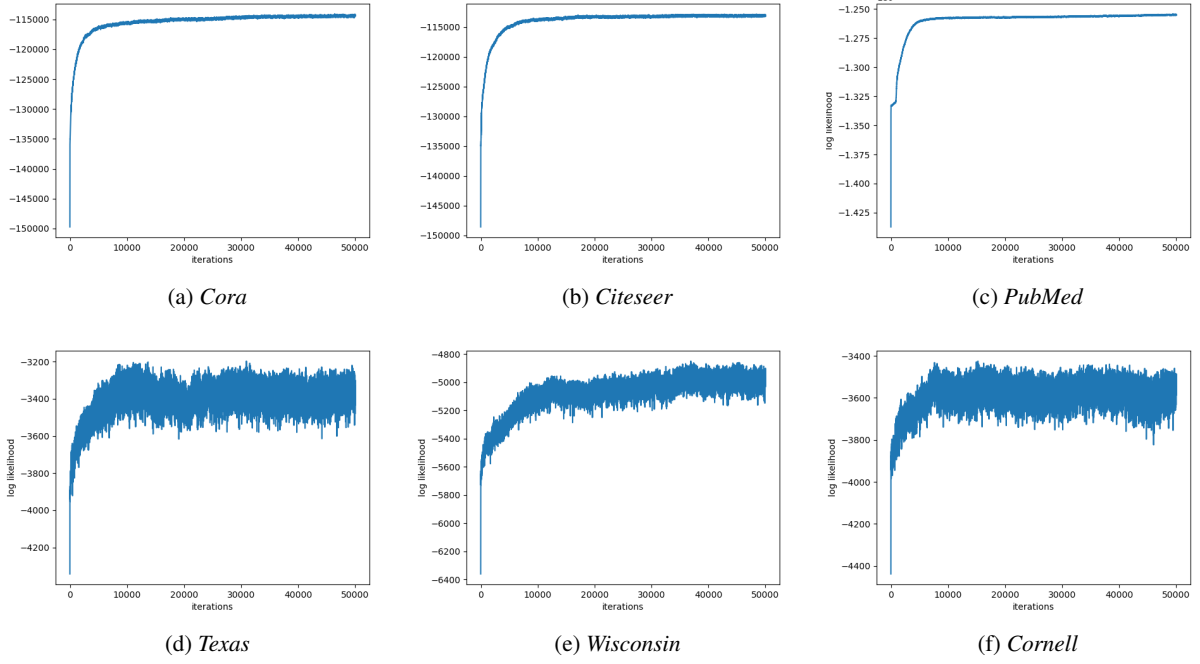 −115000
−120000
−125000
−130000
−135000
−140000
−145000
−150000
0 10000 20000 30000 40000 50000
iterations
(a) Cora
−115000
−120000
−125000
−130000
−135000
−140000
−145000
−150000
0 10000 20000 30000 40000 50000
iterations
(b) Citeseer
−1.250
−1.275
−1.300
−1.325
−1.350
−1.375
−1.400
−1.425
log likelihood
0 10000 20000 30000 40000 50000
iterations
(c) PubMed
−3200
−3400
−3600
−3800
−4000
−4200
log likelihood
0 10000 20000 30000 40000 50000
iterations
(d) Texas
−4800
−5000
−5200
−5400
−5600
−5800
−6000
−6200
−6400
log likelihood
0 10000 20000 30000 40000 50000
iterations
(e) Wisconsin
−3400
−3600
−3800
−4000
−4200
−4400
log likelihood
0 10000 20000 30000 40000 50000
iterations
(f) Cornell